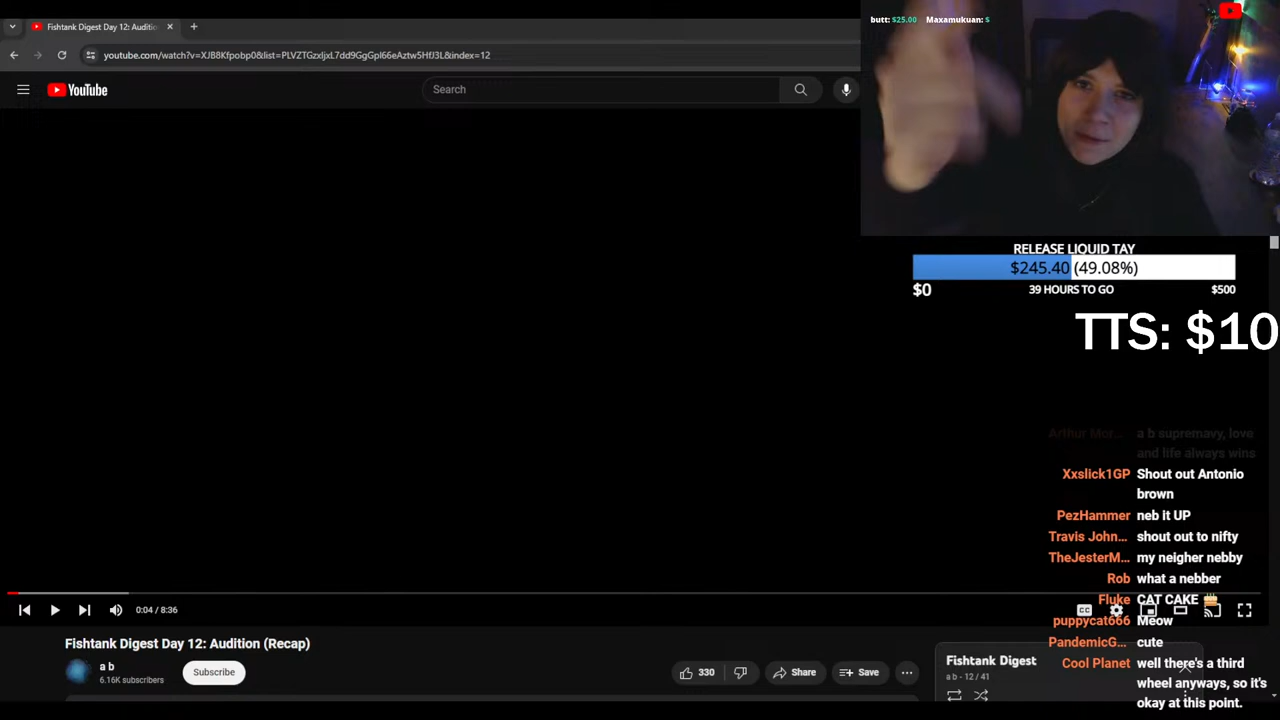 Fishtank Digest Day 12: Auditio
youtube.com/watch?v=XJB8Kfpobp0&list=PLVZTGzxljxL7dd9GgGpI66eAztw5HfJ3L&index=12
YouTube
Search
butt: $25.00 Maxamukuan: $
RELEASE LIQUID TAY
$245.40 (49.08%)
$0 39 HOURS TO GO $500
TTS: $10
Arthur Mor... a b supremavy, love
and life always wins
Xxslick1GP Shout out Antonio
brown
PezHammer neb it UP
Travis John... shout out to nifty
TheJesterM... my neigher nebby
Rob what a nebber
Fluke CAT CAKE
puppycat666 Meow
PandemicG... cute
Cool Planet well there's a third
wheel anyways, so it's
okay at this point.
0:04 / 8:36
CC
Fishtank Digest Day 12: Audition (Recap)
a b
6.16K subscribers
Subscribe
330
Share
Save
Fishtank Digest
a b - 12 / 41